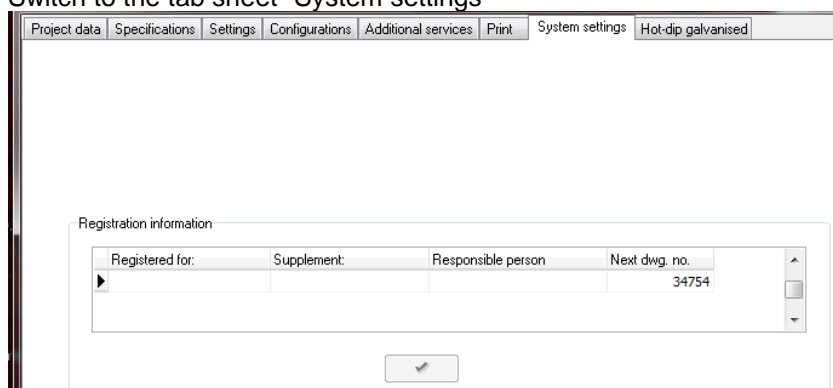 Switch to the tab sheet "System settings"
Project data Specifications Settings Configurations Additional services Print System settings Hot-dip galvanised
Registration information
Registered for: Supplement: Responsible person Next dwg. no.
34754